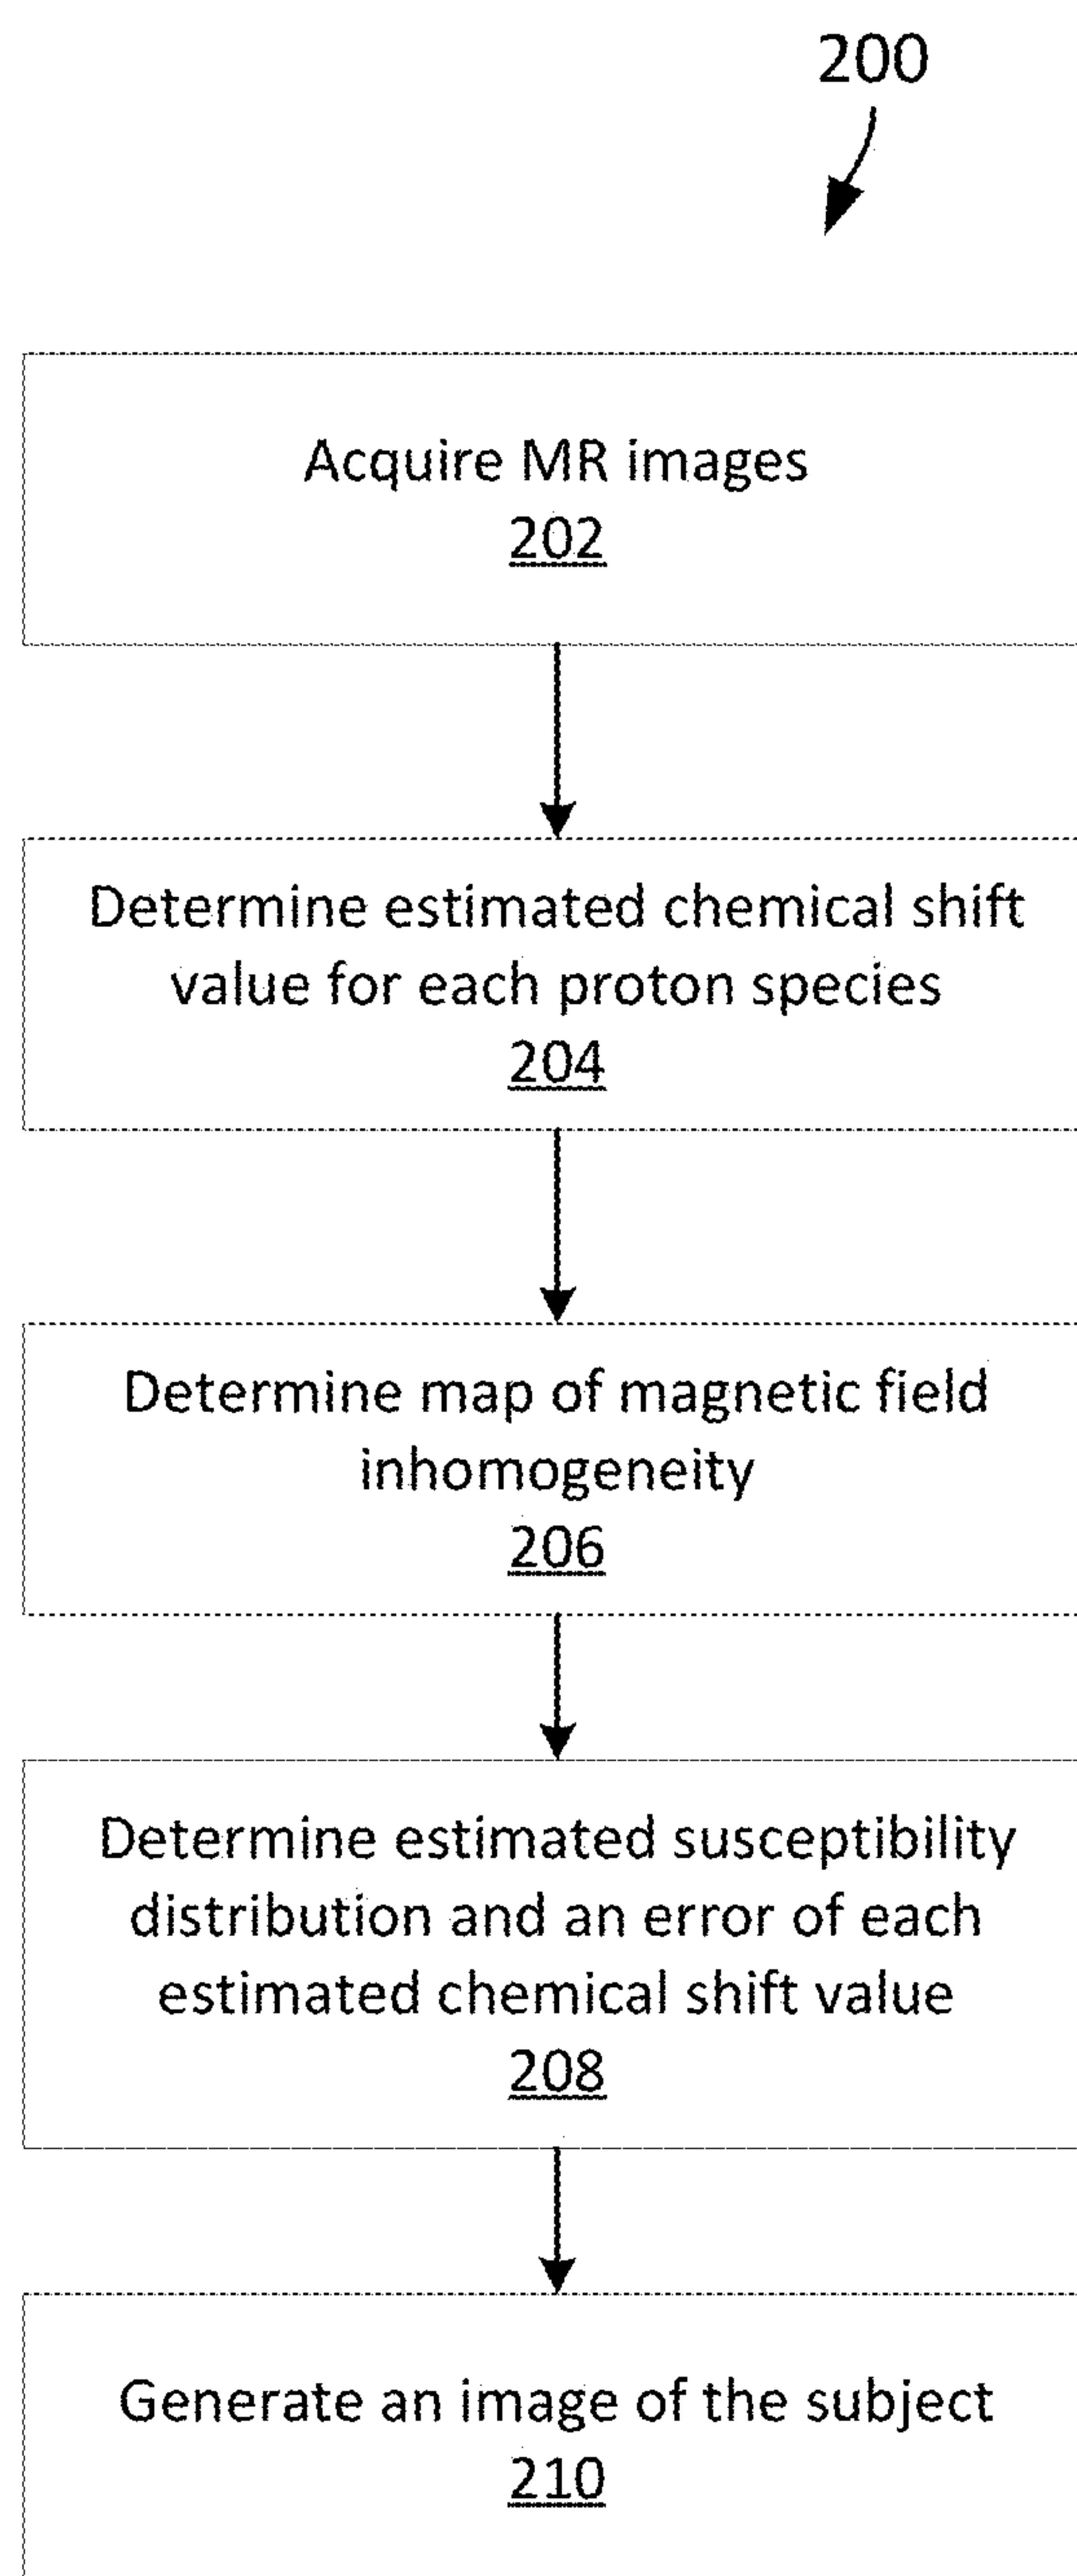 200
Acquire MR images
202
Determine estimated chemical shift
value for each proton species
204
Determine map of magnetic field
inhomogeneity
206
Determine estimated susceptibility
distribution and an error of each
estimated chemical shift value
208
Generate an image of the subject
210